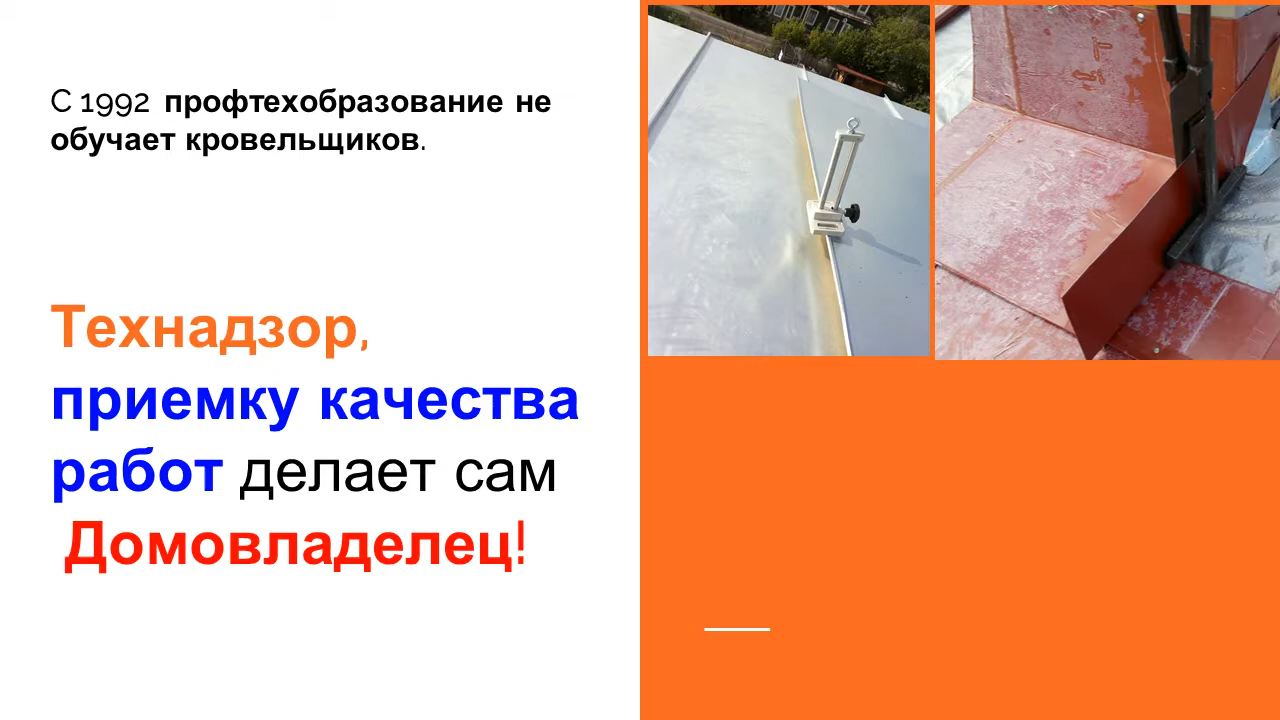 С 1992 профтехобразование не
обучает кровельщиков.
Технадзор,
приемку качества
работ делает сам
Домовладелец!